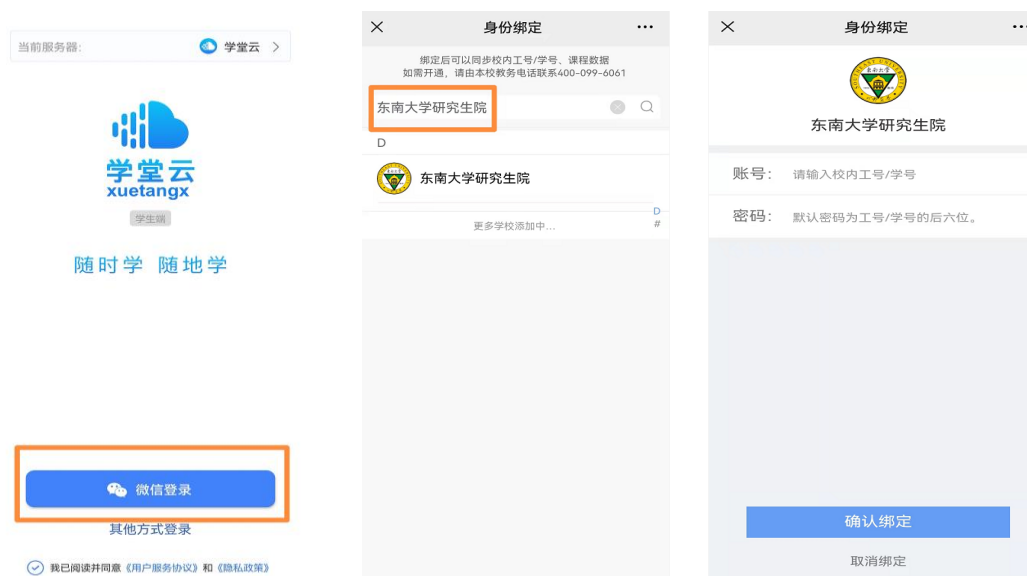 当前服务器:
学堂云
学堂云
xuetangx
学生端
随时学 随地学
微信登录
其他方式登录
我已阅读并同意《用户服务协议》和《隐私政策》
身份绑定
绑定后可以同步校内工号/学号、课程数据
如需开通,请由本校教务电话联系400-099-6061
东南大学研究生院
D
东南大学研究生院
D
#
更多学校添加中...
身份绑定
东南大学研究生院
账号: 请输入校内工号/学号
密码: 默认密码为工号/学号的后六位。
确认绑定
取消绑定